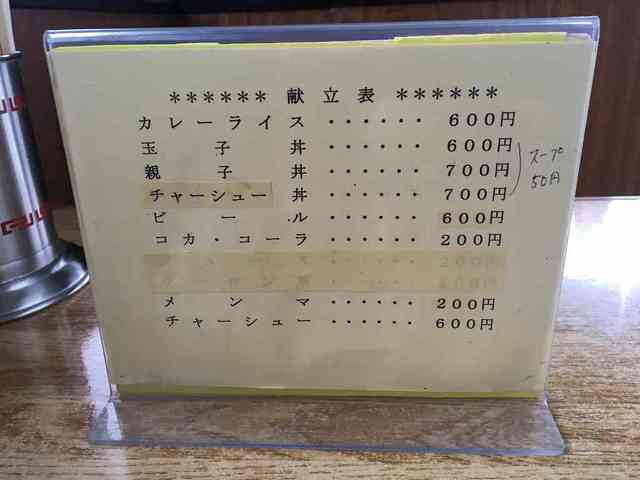 ****** 献立表 ******
カレーライス ・・・・・・ 600円
玉子丼 ・・・・・・ 600円
親子丼 ・・・・・・ 700円
チャーシュー丼 ・・・・・・ 700円
スープ
50円
ビール ・・・・・・ 600円
コカ・コーラ ・・・・・・ 200円
メンマ ・・・・・・ 200円
チャーシュー ・・・・・・ 600円